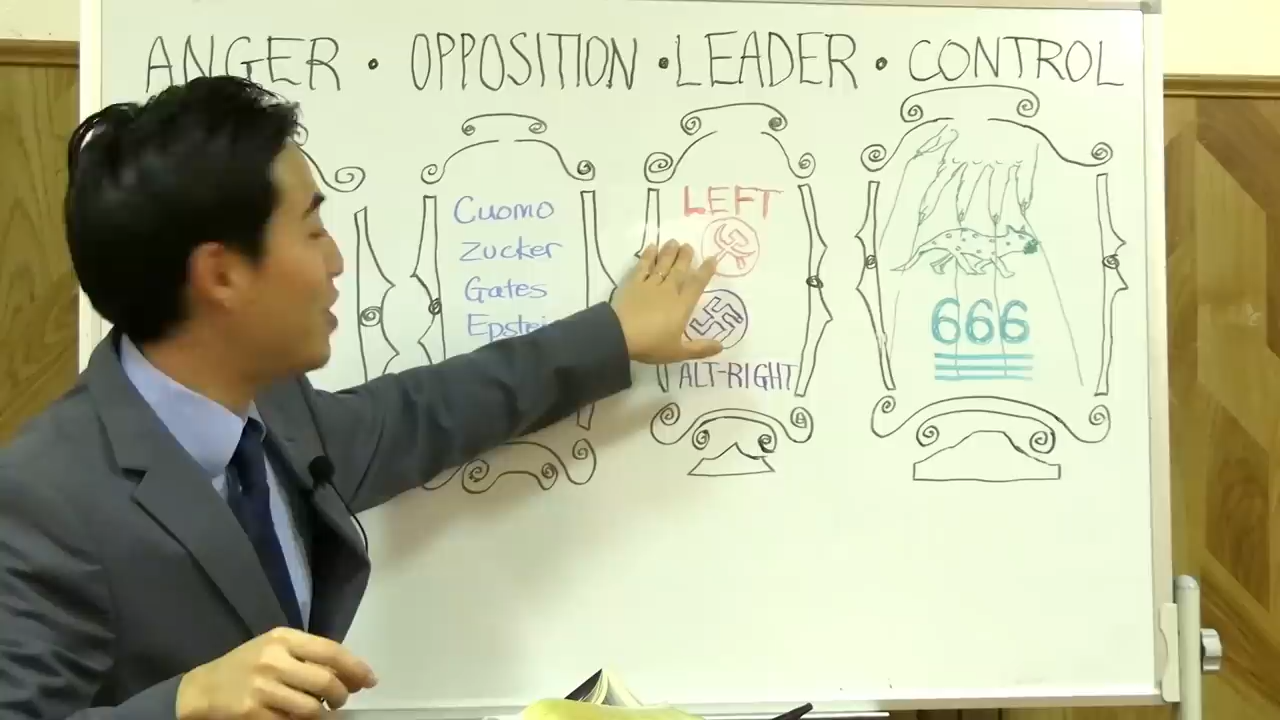 ANGER • OPPOSITION • LEADER • CONTROL
Cuomo
Zucker
Gates
LEFT
ALT-RIGHT
666